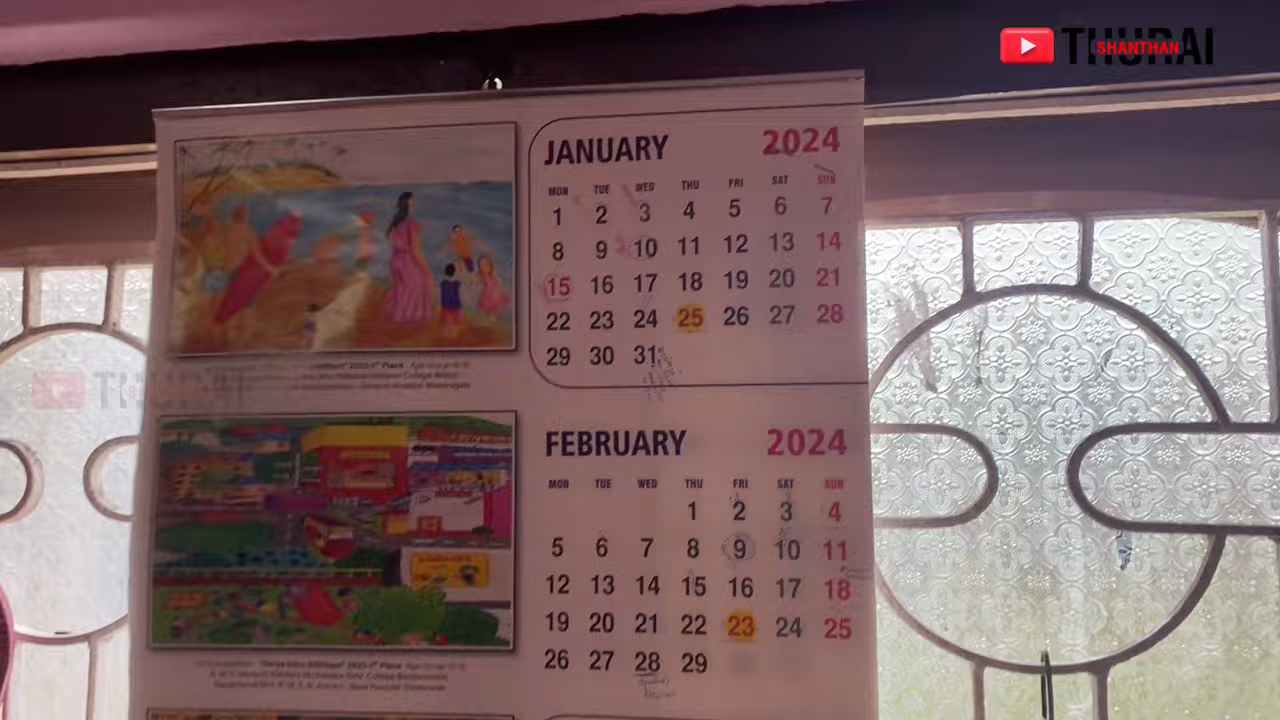 THURAI
SHANTHAN
JANUARY 2024
MON TUE WED THU FRI SAT SUN
1 2 3 4 5 6 7
8 9 10 11 12 13 14
15 16 17 18 19 20 21
22 23 24 25 26 27 28
29 30 31
FEBRUARY 2024
MON TUE WED THU FRI SAT SUN
1 2 3 4
5 6 7 8 9 10 11
12 13 14 15 16 17 18
19 20 21 22 23 24 25
26 27 28 29